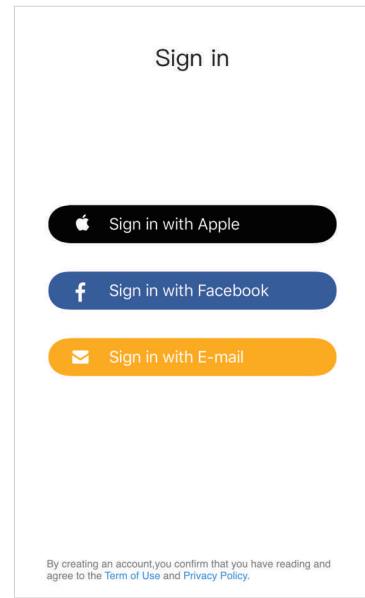 Sign in
Sign in with Apple
Sign in with Facebook
Sign in with E-mail
By creating an account,you confirm that you have reading and
agree to the Term of Use and Privacy Policy.